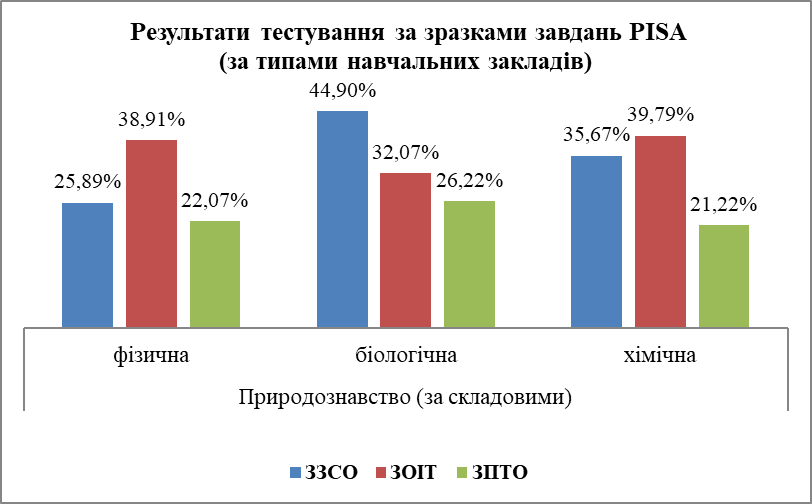 Результати тестування за зразками завдань PISA
(за типами навчальних закладів)
25,89%
38,91%
22,07%
44,90%
32,07%
26,22%
35,67%
39,79%
21,22%
фізична
біологічна
хімічна
Природознавство (за складовими)
ЗЗСО
ЗОІТ
ЗПТО